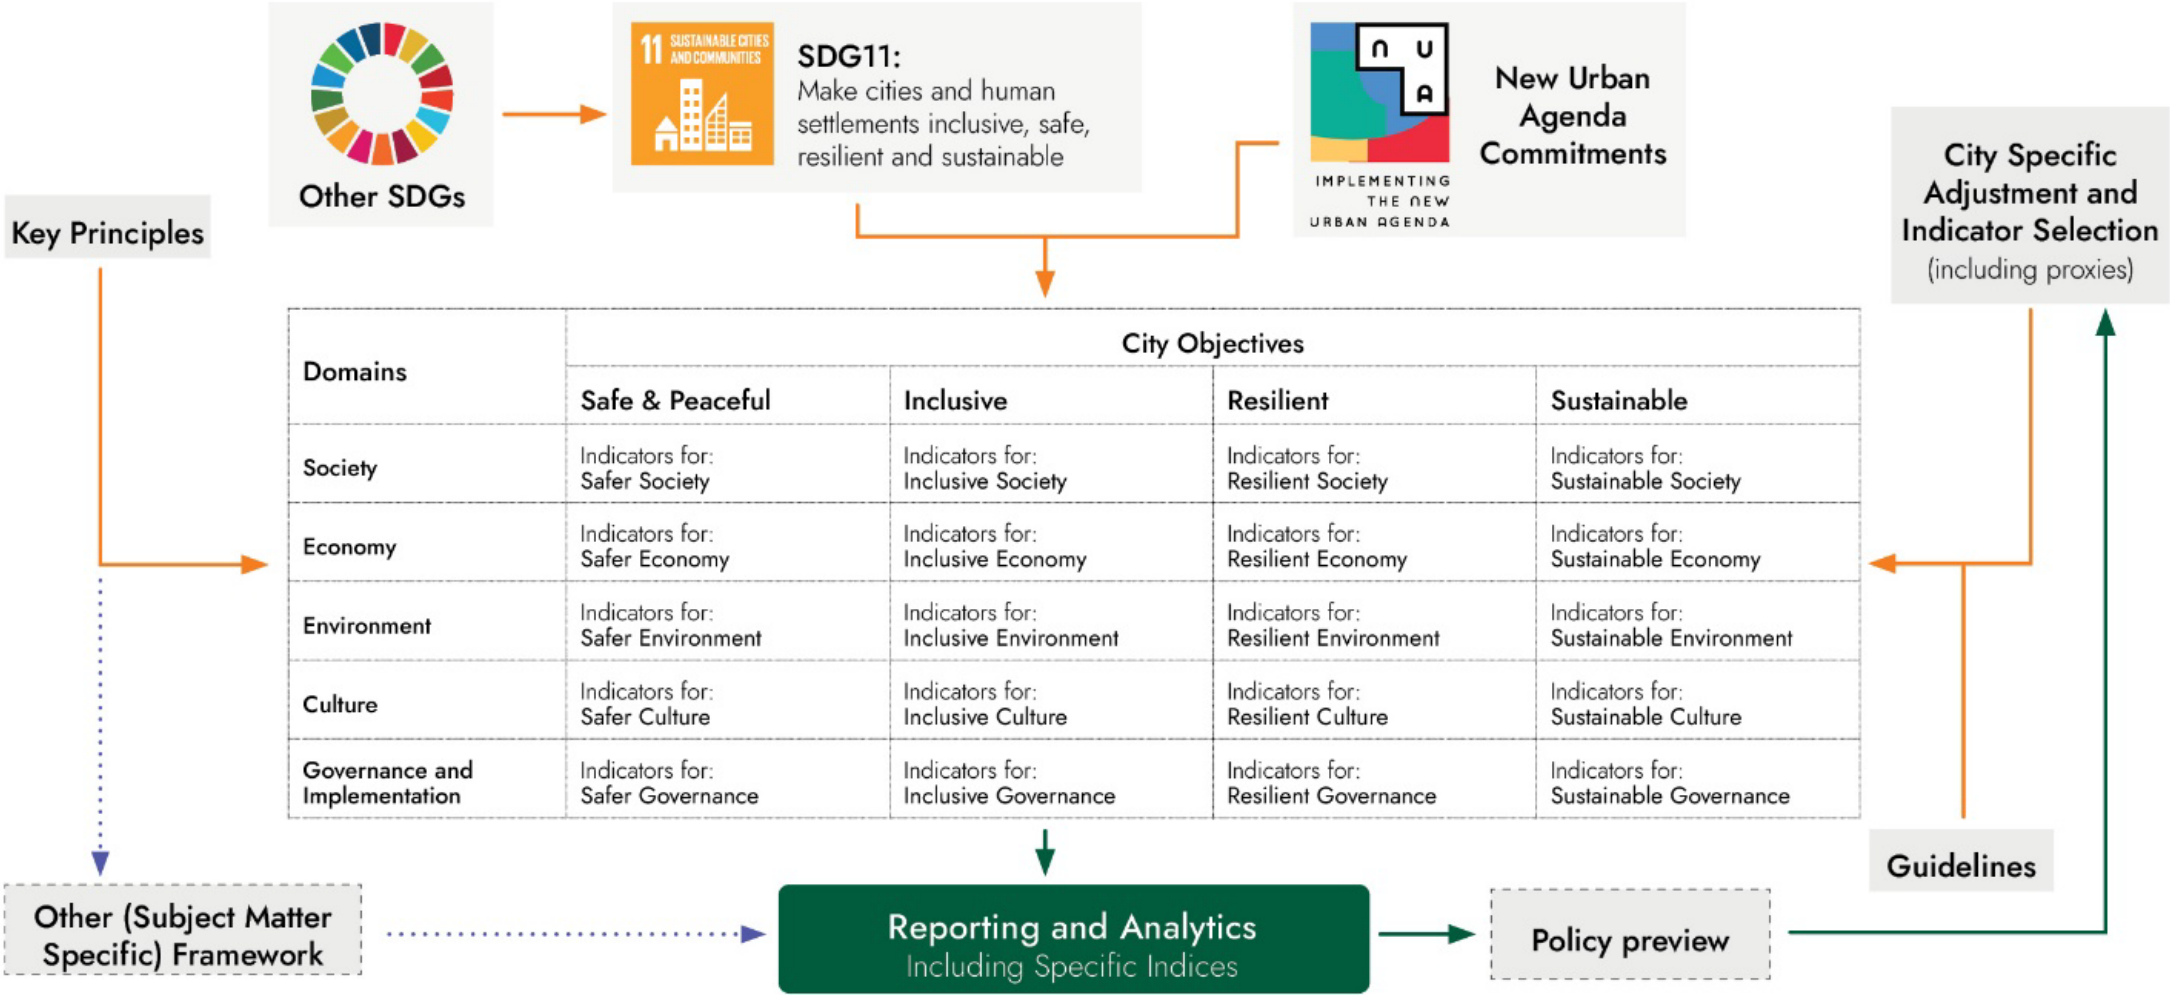 11 SUSTAINABLE CITIES
AND COMMUNITIES
SDG11:
Make cities and human
settlements inclusive, safe,
resilient and sustainable
Other SDGs
NUA
IMPLEMENTING
THE NEW
URBAN AGENDA
New Urban
Agenda
Commitments
City Specific
Adjustment and
Indicator Selection
(including proxies)
Key Principles
Domains
City Objectives
Safe & Peaceful
Inclusive
Resilient
Sustainable
Society
Indicators for:
Safer Society
Indicators for:
Inclusive Society
Indicators for:
Resilient Society
Indicators for:
Sustainable Society
Economy
Indicators for:
Safer Economy
Indicators for:
Inclusive Economy
Indicators for:
Resilient Economy
Indicators for:
Sustainable Economy
Environment
Indicators for:
Safer Environment
Indicators for:
Inclusive Environment
Indicators for:
Resilient Environment
Indicators for:
Sustainable Environment
Culture
Indicators for:
Safer Culture
Indicators for:
Inclusive Culture
Indicators for:
Resilient Culture
Indicators for:
Sustainable Culture
Governance and
Implementation
Indicators for:
Safer Governance
Indicators for:
Inclusive Governance
Indicators for:
Resilient Governance
Indicators for:
Sustainable Governance
Guidelines
Other (Subject Matter
Specific) Framework
Reporting and Analytics
Including Specific Indices
Policy preview